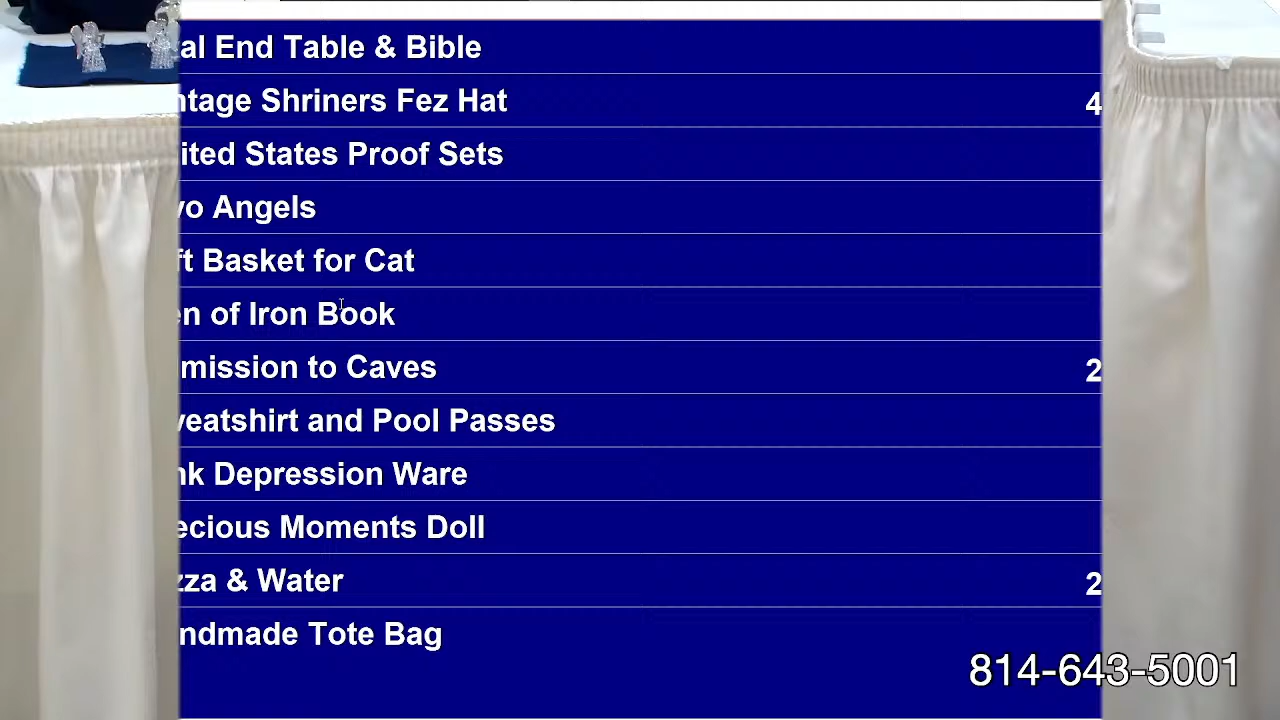 al End Table & Bible
ntage Shriners Fez Hat 4
ited States Proof Sets
vo Angels
ft Basket for Cat
en of Iron Book
mission to Caves 2
veatshirt and Pool Passes
nk Depression Ware
ecious Moments Doll
zza & Water 2
ndmade Tote Bag
814-643-5001